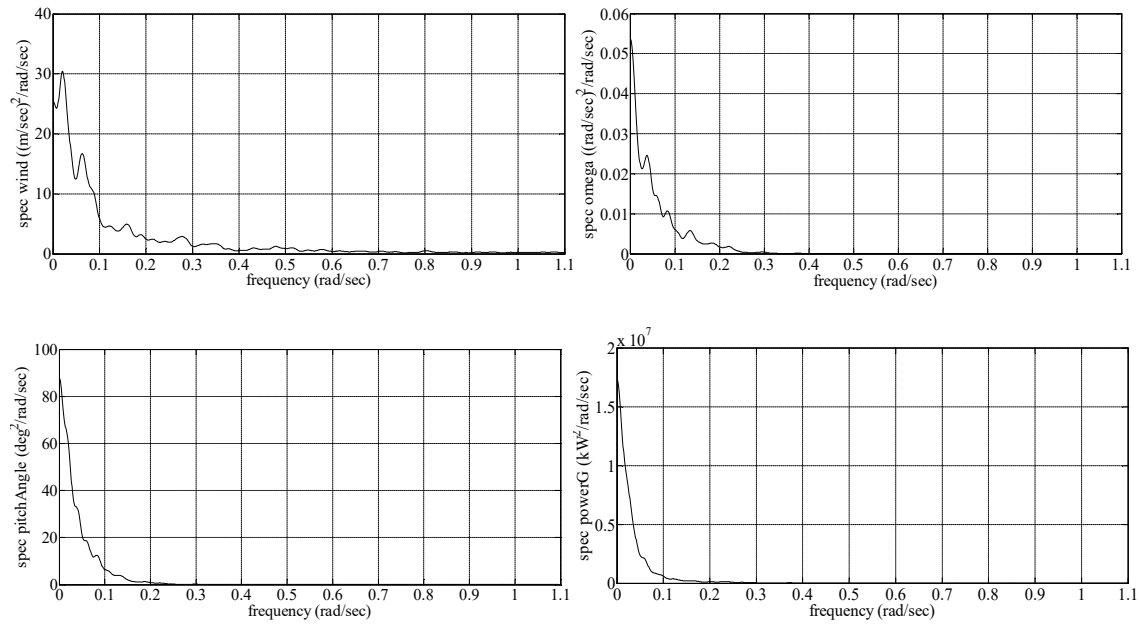 spec wind ((m/sec)²/rad/sec)
40
30
20
10
0
0 0.1 0.2 0.3 0.4 0.5 0.6 0.7 0.8 0.9 1 1.1
frequency (rad/sec)
spec omega ((rad/sec)²/rad/sec)
0.06
0.05
0.04
0.03
0.02
0.01
0
0 0.1 0.2 0.3 0.4 0.5 0.6 0.7 0.8 0.9 1 1.1
frequency (rad/sec)
spec pitchAngle (deg²/rad/sec)
100
80
60
40
20
0
0 0.1 0.2 0.3 0.4 0.5 0.6 0.7 0.8 0.9 1 1.1
frequency (rad/sec)
spec powerG (kW²/rad/sec)
x 10⁷
2
1.5
1
0.5
0
0 0.1 0.2 0.3 0.4 0.5 0.6 0.7 0.8 0.9 1 1.1
frequency (rad/sec)